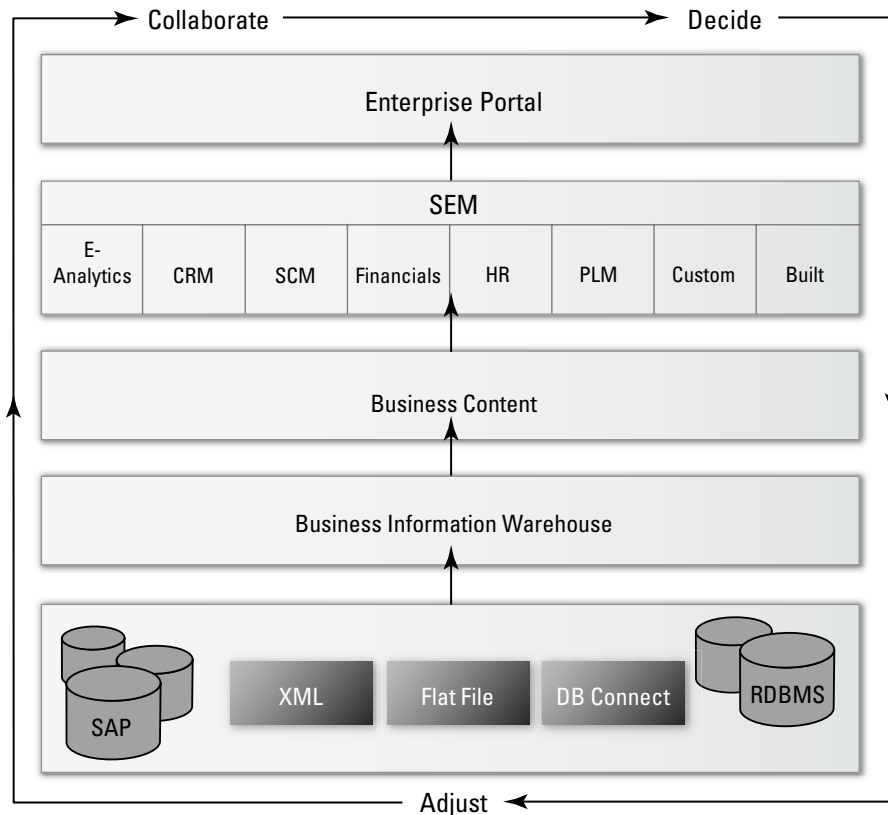 Collaborate Decide
Enterprise Portal
SEM
E-
Analytics CRM SCM Financials HR PLM Custom Built
Business Content
Business Information Warehouse
SAP XML Flat File DB Connect RDBMS
Adjust